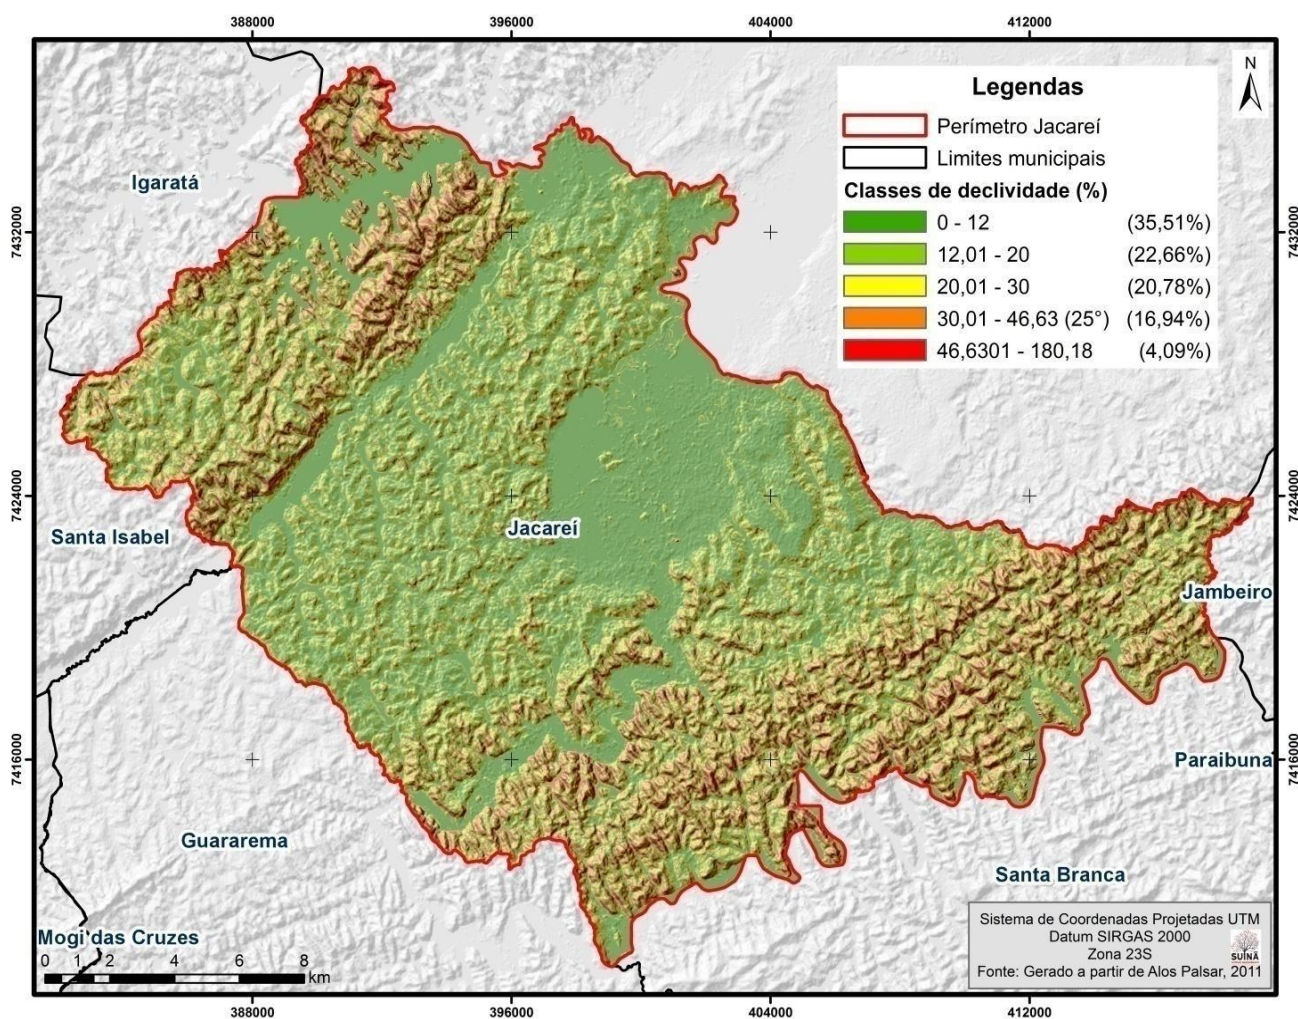 388000
396000
404000
412000
N
Legendas
Perímetro Jacareí
Limites municipais
Classes de declividade (%)
0 - 12 (35,51%)
12,01 - 20 (22,66%)
20,01 - 30 (20,78%)
30,01 - 46,63 (25°) (16,94%)
46,6301 - 180,18 (4,09%)
Igaratá
7432000
7432000
7424000
7424000
Santa Isabel
Jacareí
Jambeiro
7416000
7416000
Paraibuna
Guararema
Santa Branca
Mogi das Cruzes
0 1 2 4 6 8
km
Sistema de Coordenadas Projetadas UTM
Datum SIRGAS 2000
Zona 23S
SUINÃ
Fonte: Gerado a partir de Alos Palsar, 2011
388000
396000
404000
412000